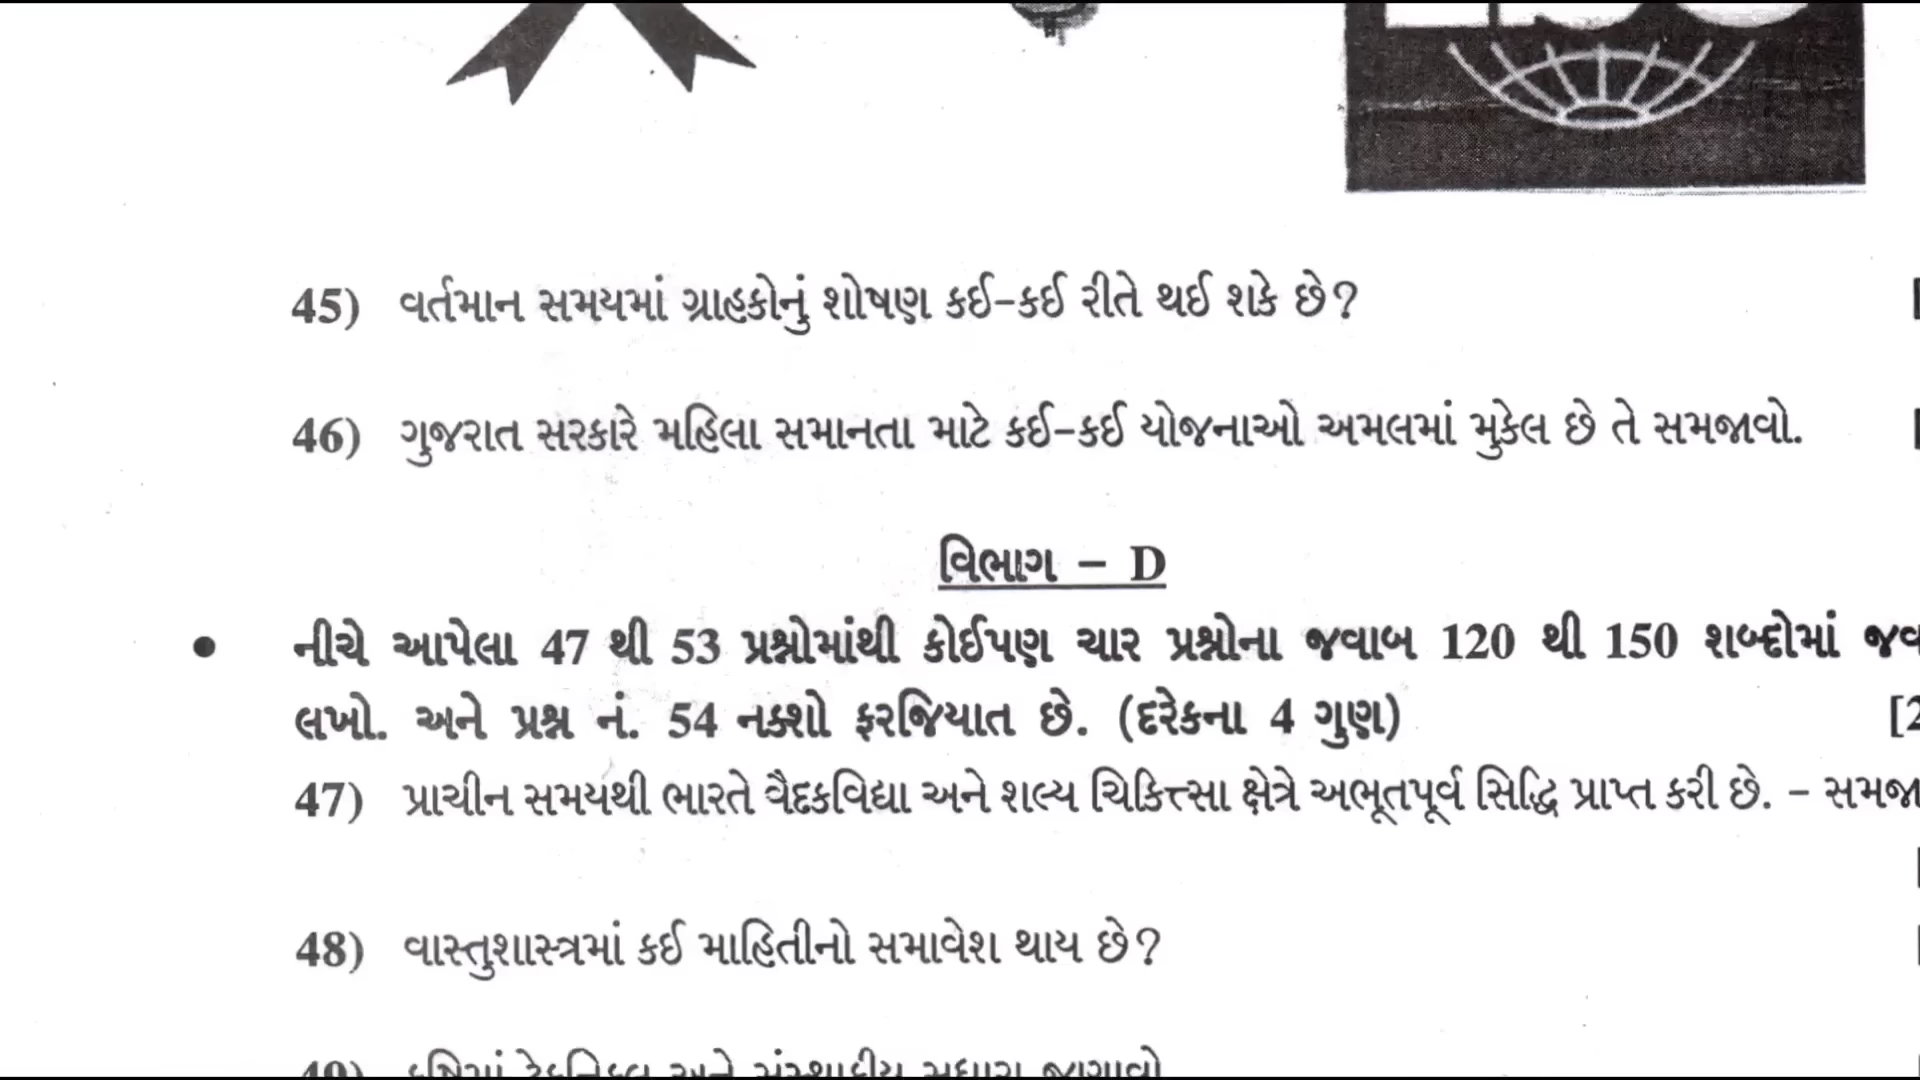 45) વર્તમાન સમયમાં ગ્રાહકોનું શોષણ કઈ-કઈ રીતે થઈ શકે છે?
46) ગુજરાત સરકારે મહિલા સમાનતા માટે કઈ-કઈ યોજનાઓ અમલમાં મુકેલ છે તે સમજાવો.
વિભાગ – D
• નીચે આપેલા 47 થી 53 પ્રશ્નોમાંથી કોઈપણ ચાર પ્રશ્નોના જવાબ 120 થી 150 શબ્દોમાં
લખો. અને પ્રશ્ન નં. 54 નક્શો ફરજિયાત છે. (દરેકના 4 ગુણ)
47) પ્રાચીન સમયથી ભારતે વૈદકવિદ્યા અને શલ્ય ચિકિત્સા ક્ષેત્રે અભૂતપૂર્વ સિદ્ધિ પ્રાપ્ત કરી છે. –
48) વાસ્તુશાસ્ત્રમાં કઈ માહિતીનો સમાવેશ થાય છે?